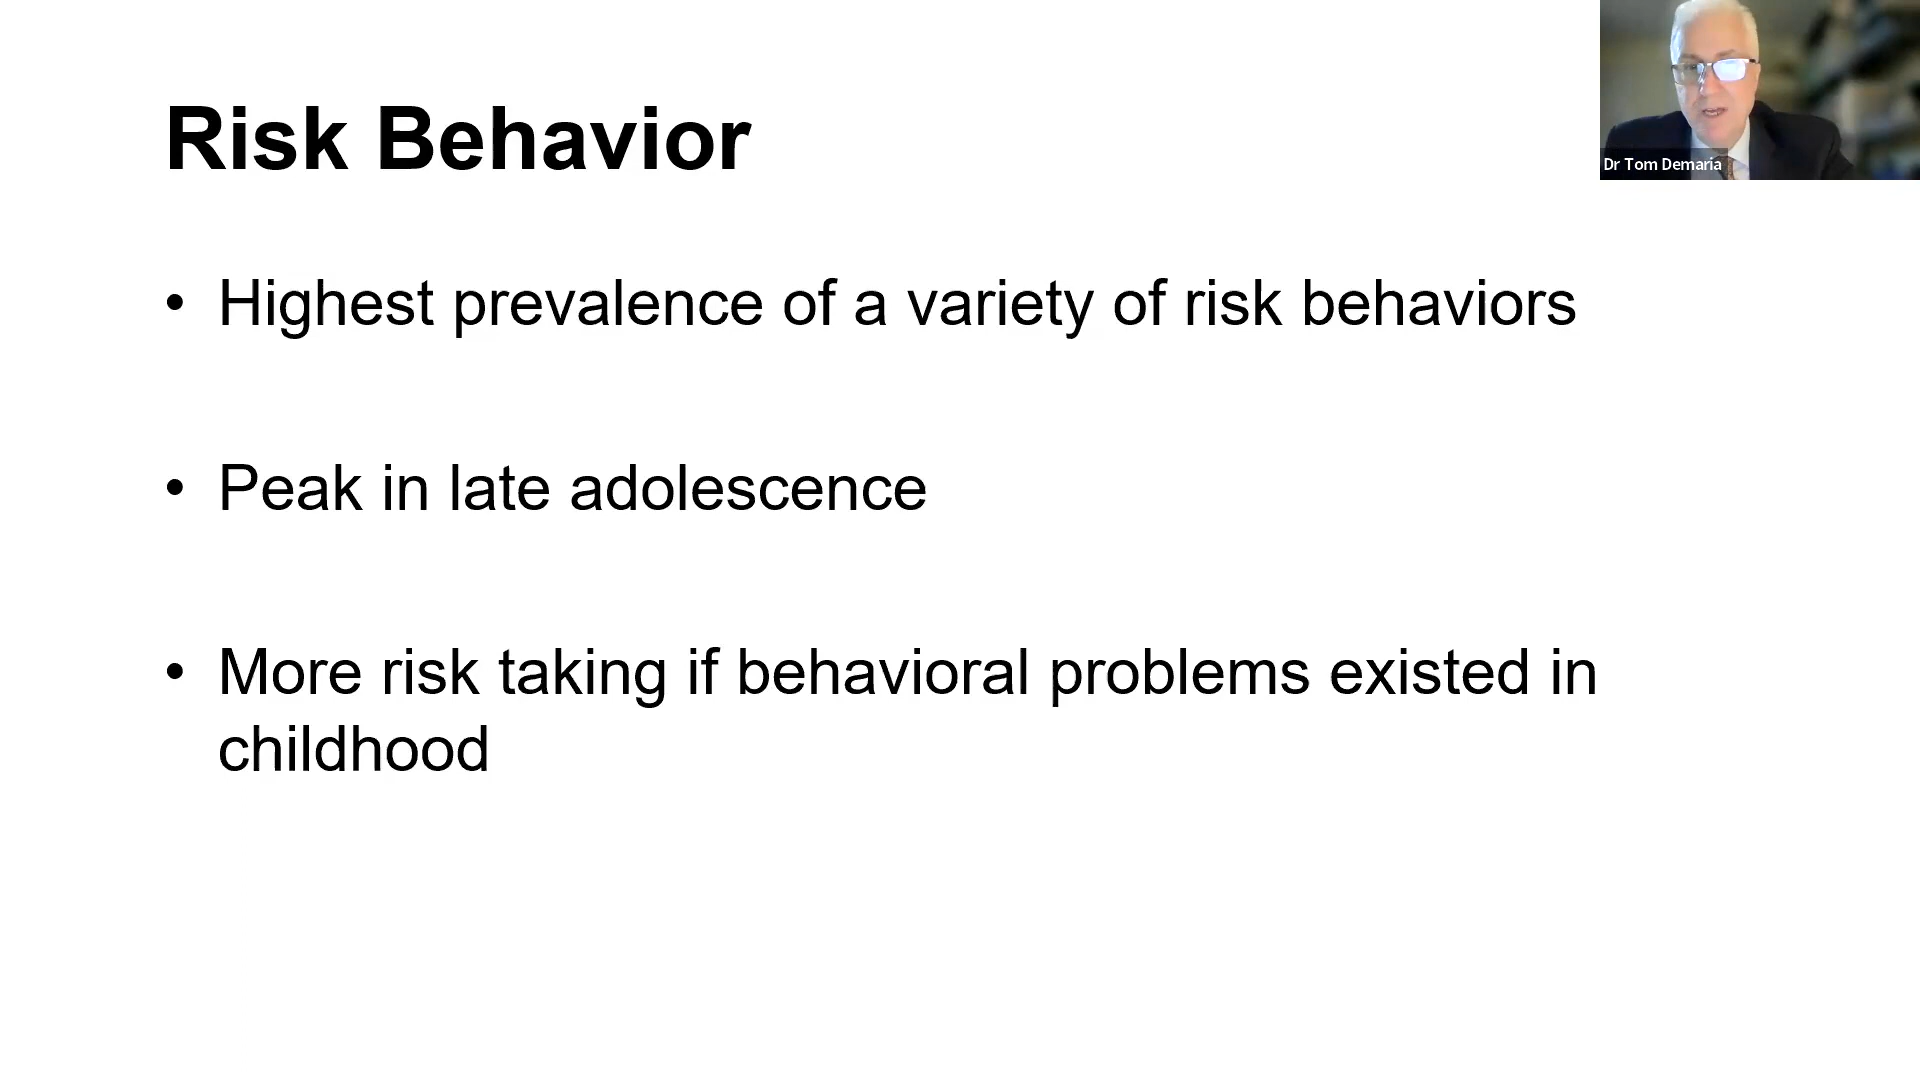 Risk Behavior
Dr Tom Demaria
• Highest prevalence of a variety of risk behaviors
• Peak in late adolescence
• More risk taking if behavioral problems existed in
childhood